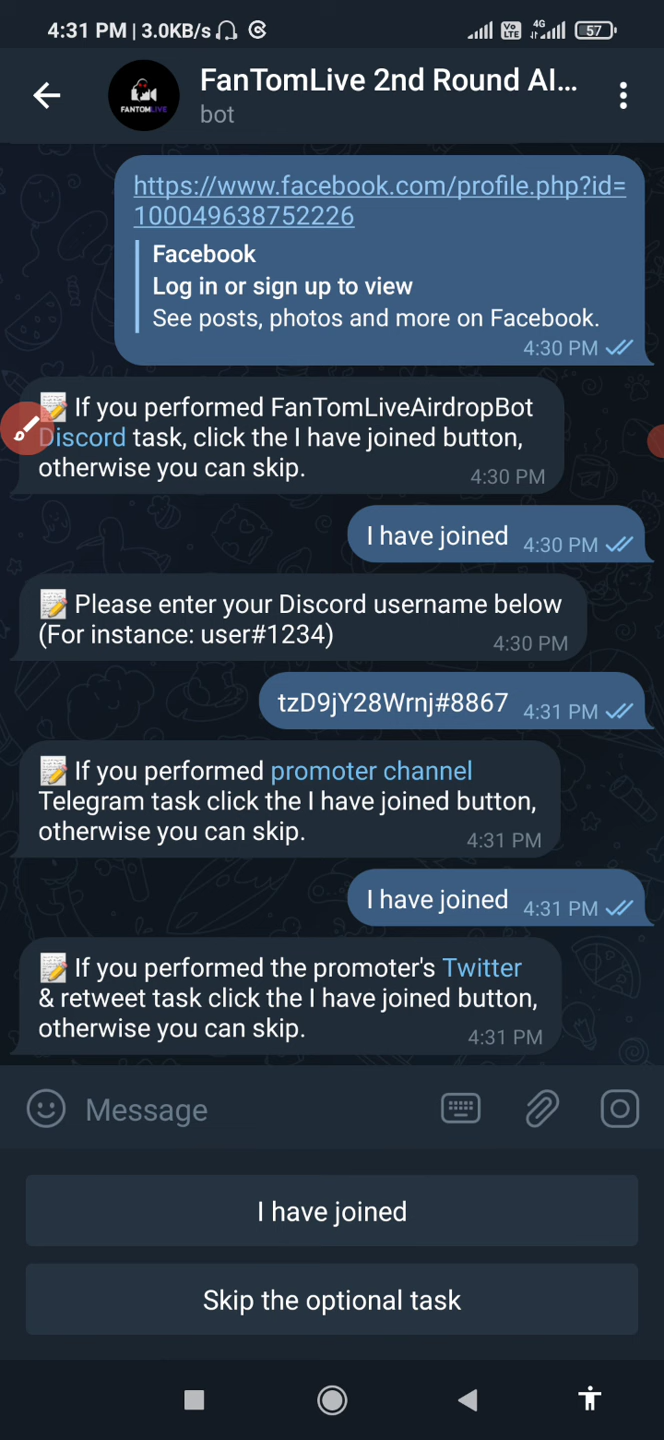 4:31 PM | 3.0KB/s
Vo LTE 4G 57
FANTOMLIVE
FanTomLive 2nd Round AI...
bot
https://www.facebook.com/profile.php?id=
100049638752226
Facebook
Log in or sign up to view
See posts, photos and more on Facebook.
4:30 PM
If you performed FanTomLiveAirdropBot
Discord task, click the I have joined button,
otherwise you can skip.
4:30 PM
I have joined 4:30 PM
Please enter your Discord username below
(For instance: user#1234)
4:30 PM
tzD9jY28Wrnj#8867 4:31 PM
If you performed promoter channel
Telegram task click the I have joined button,
otherwise you can skip.
4:31 PM
I have joined 4:31 PM
If you performed the promoter's Twitter
& retweet task click the I have joined button,
otherwise you can skip.
4:31 PM
Message
I have joined
Skip the optional task